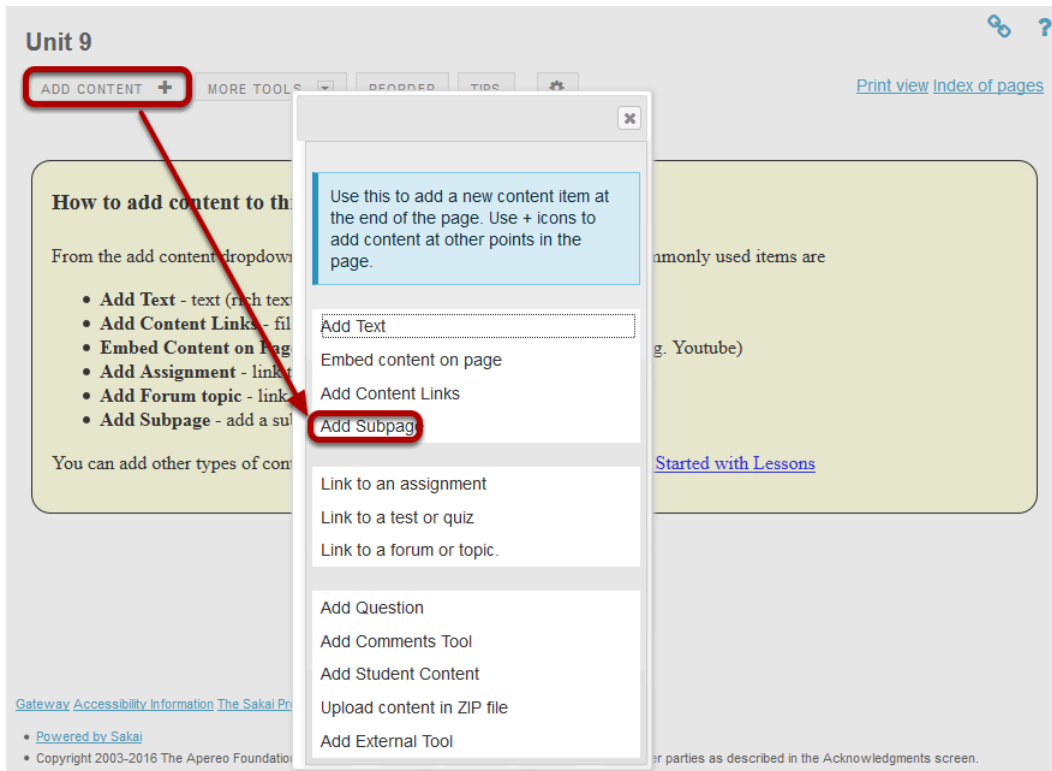 Unit 9
?
ADD CONTENT +
MORE TOOLS
REORDER
TIPS
Print view Index of pages
How to add content to thi
From the add content dropdown
mmonly used items are
• Add Text - text (rich tex
• Add Content Links - fil
• Embed Content on Page
g. Youtube)
• Add Assignment - link t
• Add Forum topic - link
• Add Subpage - add a su
You can add other types of con
Started with Lessons
Use this to add a new content item at
the end of the page. Use + icons to
add content at other points in the
page.
Add Text
Embed content on page
Add Content Links
Add Subpage
Link to an assignment
Link to a test or quiz
Link to a forum or topic.
Add Question
Add Comments Tool
Add Student Content
Upload content in ZIP file
Add External Tool
Gateway Accessibility Information The Sakai Pr
• Powered by Sakai
• Copyright 2003-2016 The Apereo Foundation
er parties as described in the Acknowledgments screen.